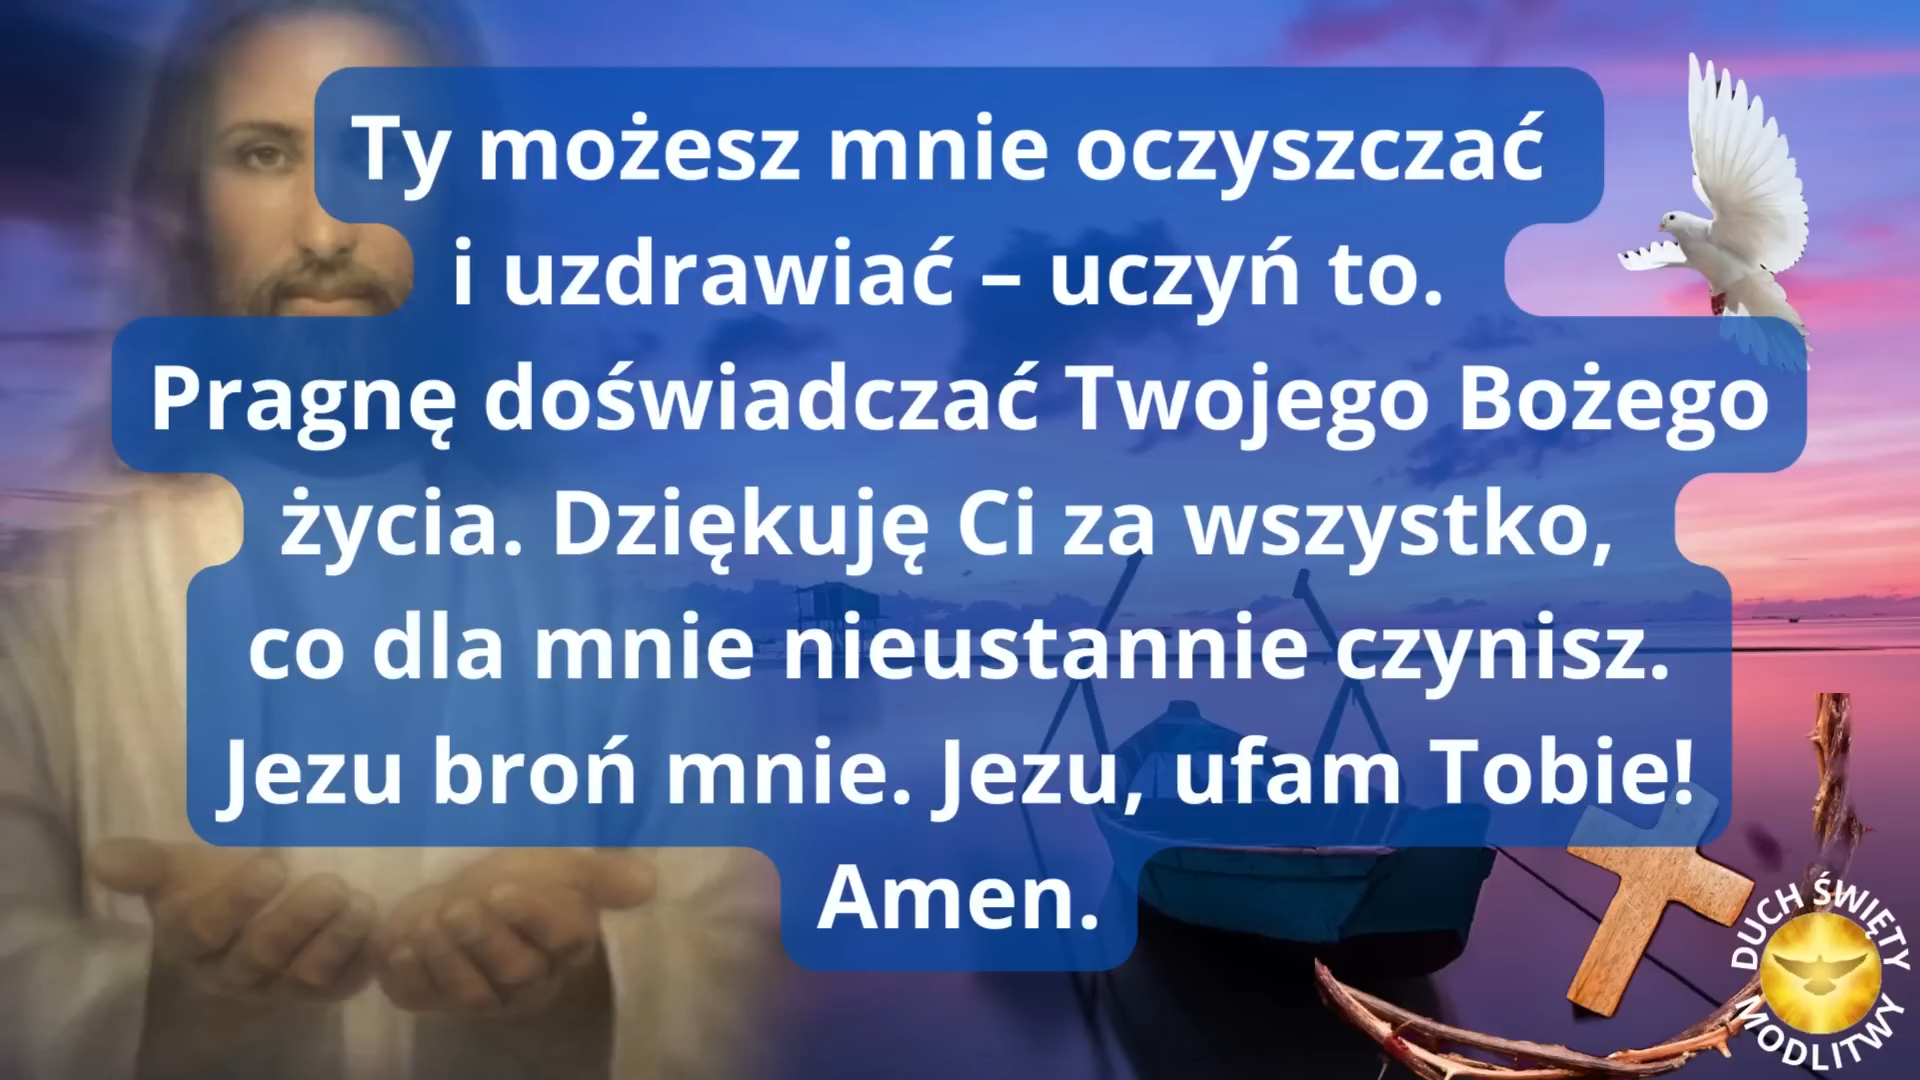 Ty możesz mnie oczyszczać
i uzdrawiać – uczyń to.
Pragnę doświadczać Twojego Bożego
życia. Dziękuję Ci za wszystko,
co dla mnie nieustannie czynisz.
Jezu broń mnie. Jezu, ufam Tobie!
Amen.
DUCH ŚWIĘTY
MODLITWY